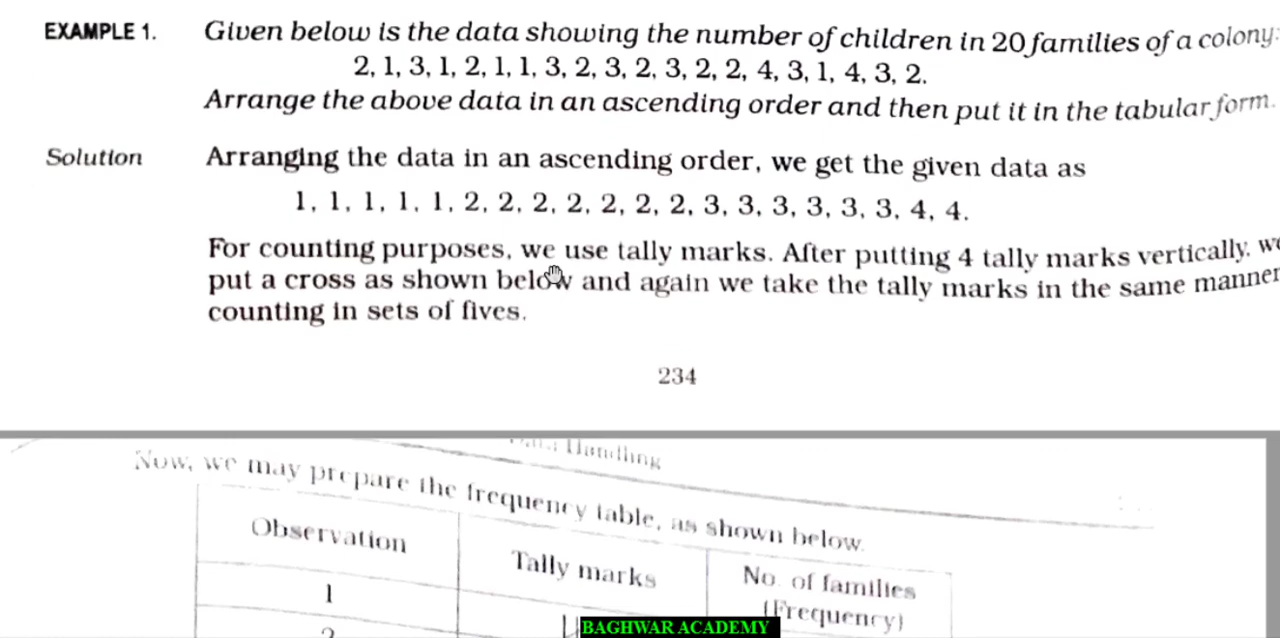 EXAMPLE 1. Given below is the data showing the number of children in 20 families of a colony:
2, 1, 3, 1, 2, 1, 1, 3, 2, 3, 2, 3, 2, 2, 4, 3, 1, 4, 3, 2.
Arrange the above data in an ascending order and then put it in the tabular form.
Solution Arranging the data in an ascending order, we get the given data as
1, 1, 1, 1, 1, 2, 2, 2, 2, 2, 2, 2, 3, 3, 3, 3, 3, 3, 4, 4.
For counting purposes, we use tally marks. After putting 4 tally marks vertically, we
put a cross as shown below and again we take the tally marks in the same manner
counting in sets of fives.
234
Data Handling
Now, we may prepare the frequency table, as shown below.
Observation Tally marks No. of families
(Frequency)
1
2
BAGHWAR ACADEMY